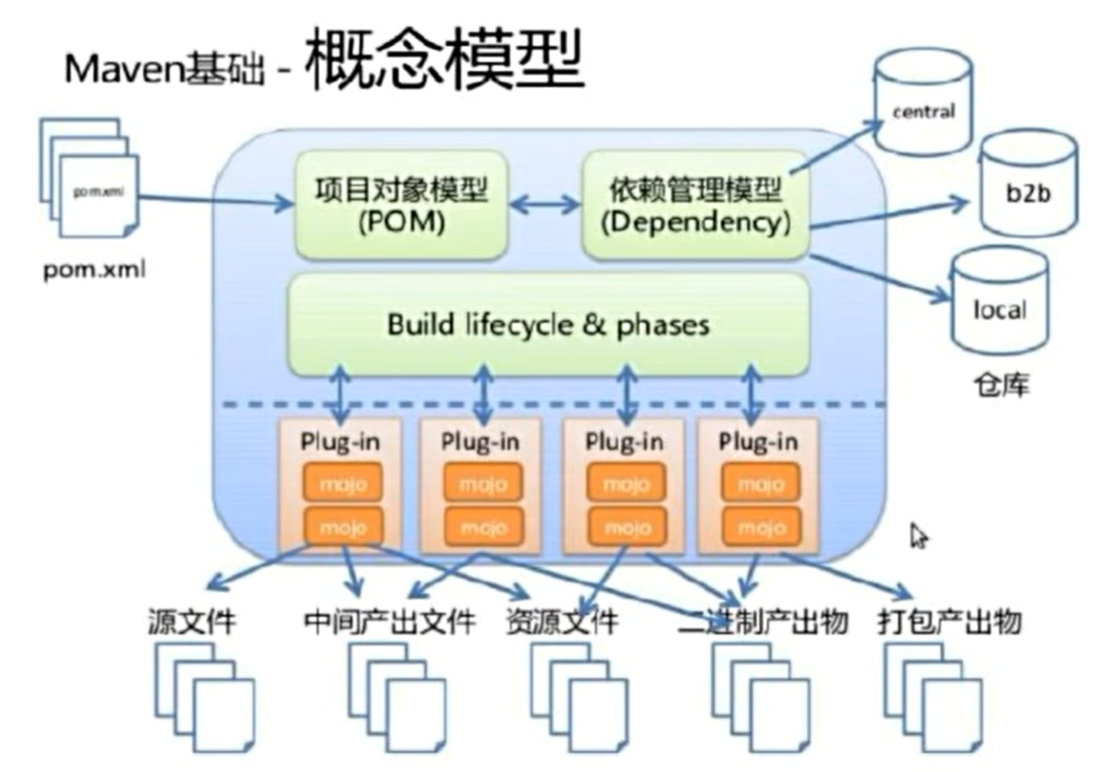 Maven基础 - 概念模型
central
pom.xml
项目对象模型
(POM)
依赖管理模型
(Dependency)
b2b
pom.xml
local
Build lifecycle & phases
仓库
Plug-in
Plug-in
Plug-in
Plug-in
mojo
mojo
mojo
mojo
mojo
mojo
mojo
mojo
源文件
中间产出文件
资源文件
二进制产出物
打包产出物